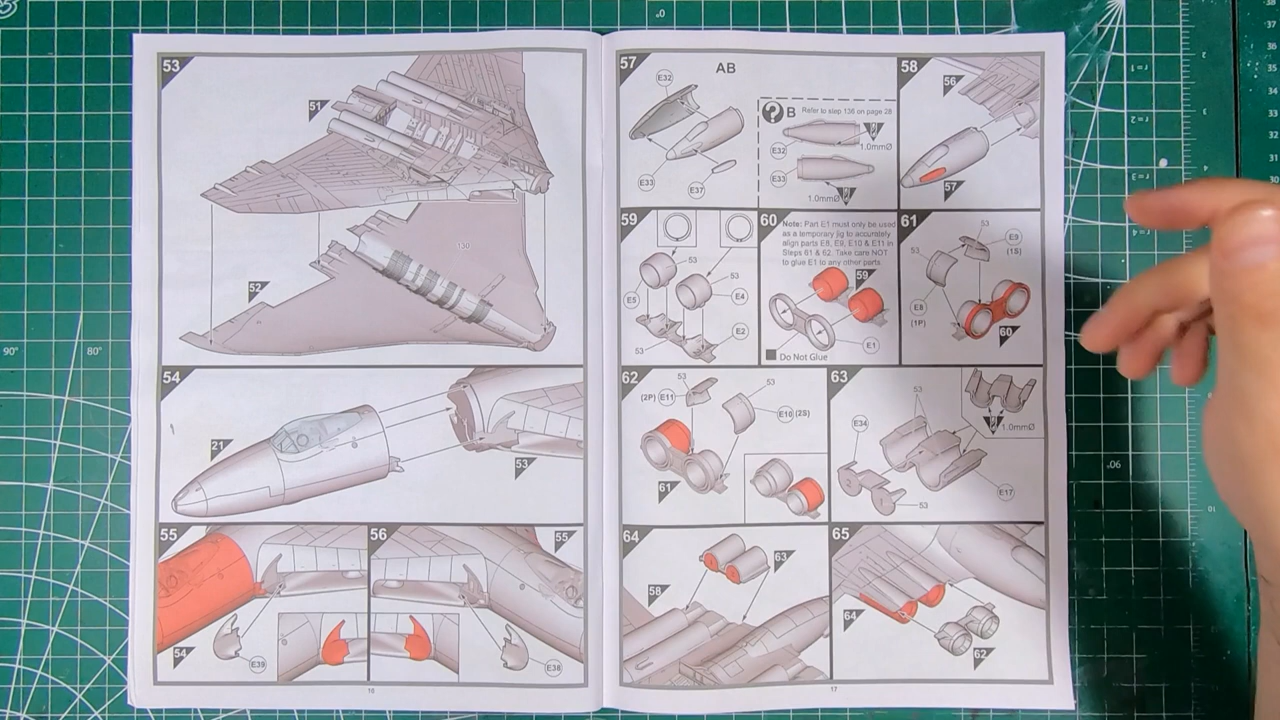 53
51
130
52
54
21
53
55
54
E39
56
55
E38
16
57
AB
E32
E33
E37
B
Refer to step 136 on page 28
E32
1.0mmØ
E33
1.0mmØ
58
56
57
59
53
53
E5
E4
E2
53
60
Note: Part E1 must only be used
as a temporary jig to accurately
align parts E8, E9, E10 & E11 in
Steps 61 & 62. Take care NOT
to glue E1 to any other parts.
59
E1
Do Not Glue
61
53
E9
(1S)
53
E8
(1P)
60
62
53
(2P) E11
53
E10 (2S)
61
63
53
E34
1.0mmØ
E17
53
64
63
58
65
64
62
17
90°
80°